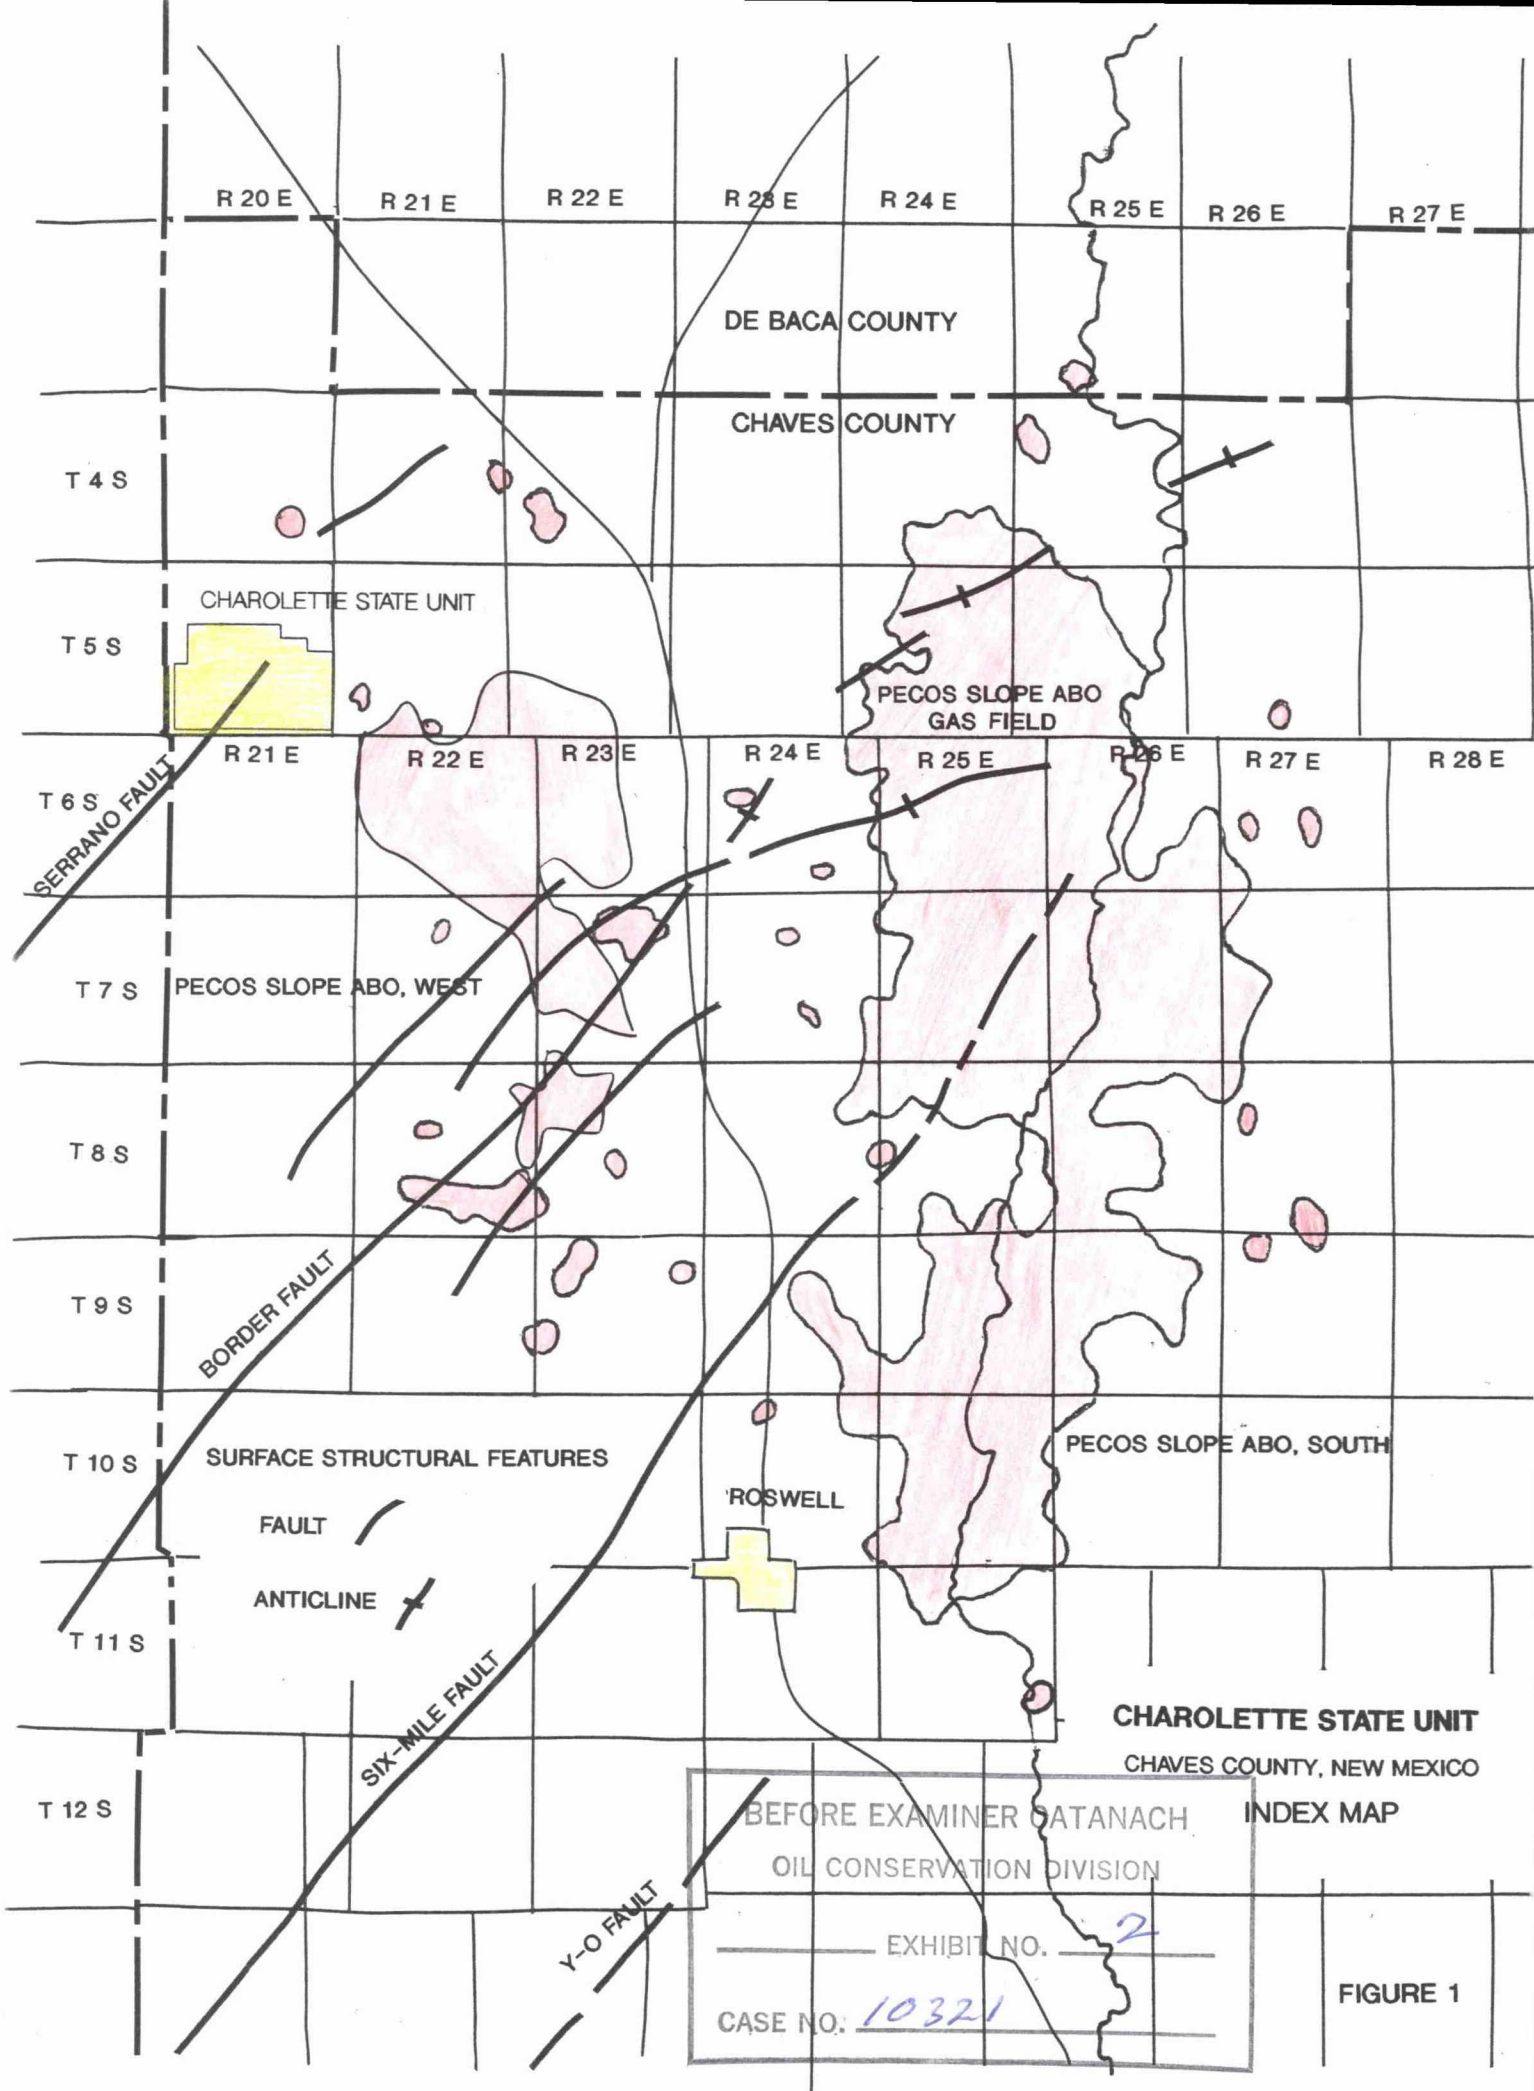 R 20 E R 21 E R 22 E R 23 E R 24 E R 25 E R 26 E R 27 E
DE BACA COUNTY
CHAVES COUNTY
T 4 S
CHAROLETTE STATE UNIT
T 5 S
PECOS SLOPE ABO
GAS FIELD
R 21 E R 22 E R 23 E R 24 E R 25 E R 26 E R 27 E R 28 E
T 6 S
SERRANO FAULT
T 7 S
PECOS SLOPE ABO, WEST
T 8 S
T 9 S
BORDER FAULT
T 10 S
SURFACE STRUCTURAL FEATURES
PECOS SLOPE ABO, SOUTH
ROSWELL
FAULT
ANTICLINE
T 11 S
SIX-MILE FAULT
CHAROLETTE STATE UNIT
CHAVES COUNTY, NEW MEXICO
INDEX MAP
T 12 S
BEFORE EXAMINER CATANACH
OIL CONSERVATION DIVISION
EXHIBIT NO. 2
CASE NO. 10321
Y-O FAULT
FIGURE 1